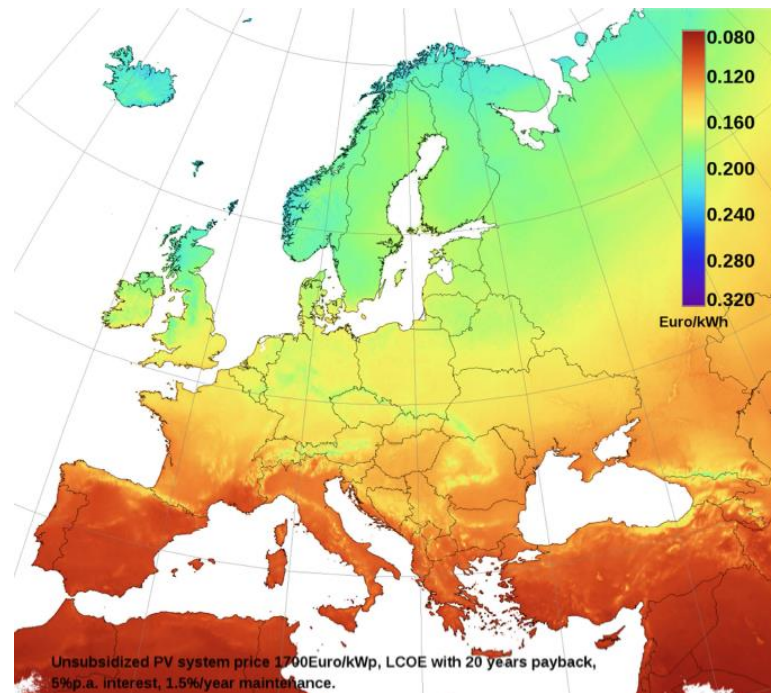 0.080
0.120
0.160
0.200
0.240
0.280
0.320
Euro/kWh
Unsubsidized PV system price 1700Euro/kWp, LCOE with 20 years payback,
5%p.a. interest, 1.5%/year maintenance.